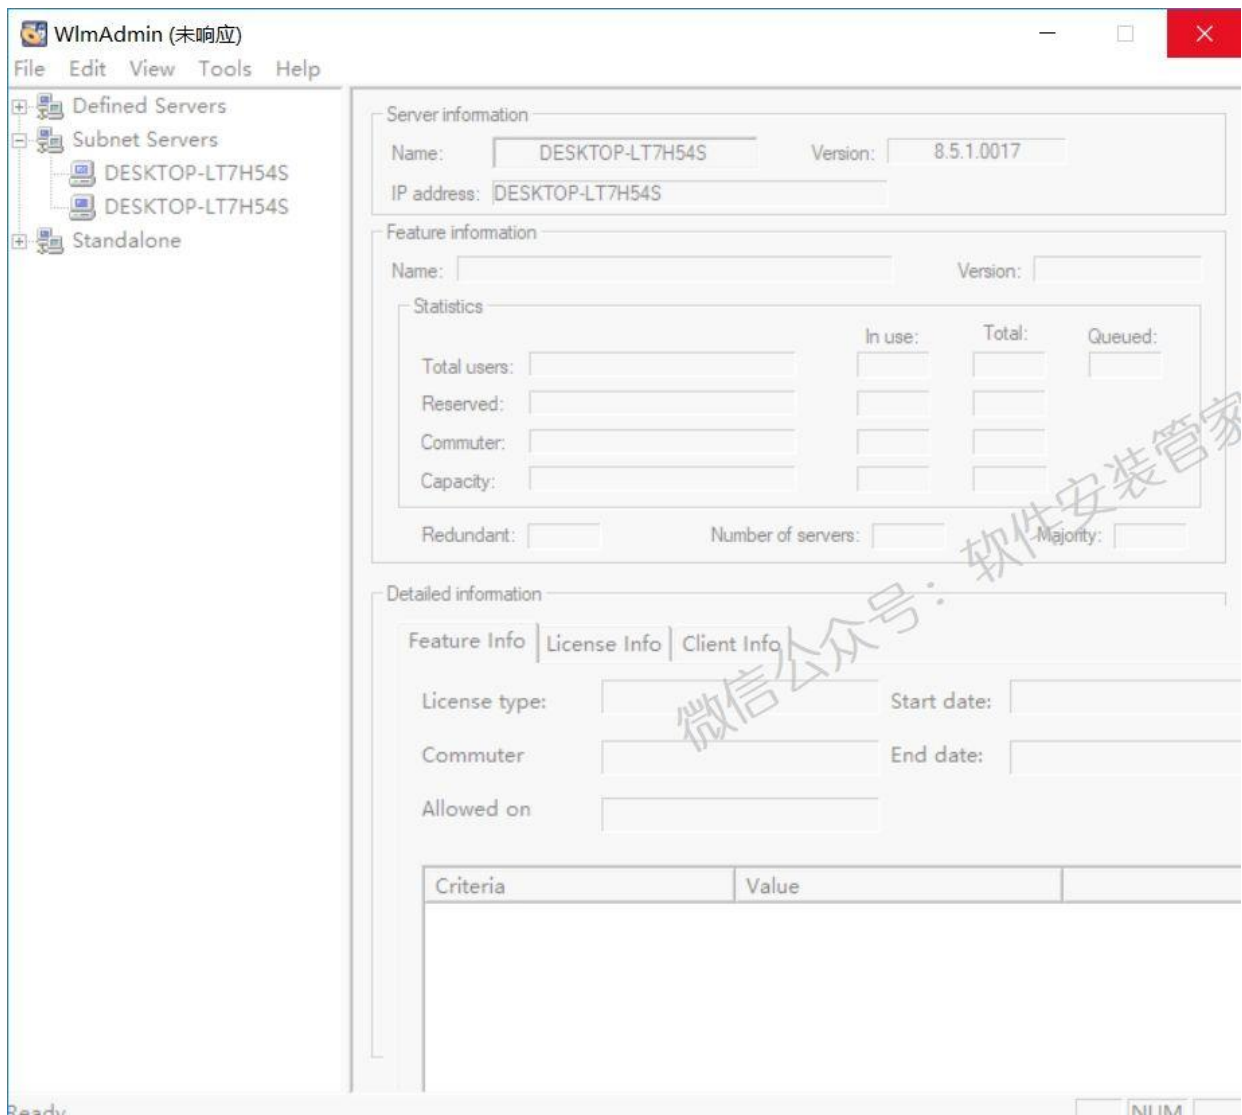 WlmAdmin (未响应)
File Edit View Tools Help
Defined Servers
Subnet Servers
DESKTOP-LT7H54S
DESKTOP-LT7H54S
Standalone
Server information
Name: DESKTOP-LT7H54S Version: 8.5.1.0017
IP address: DESKTOP-LT7H54S
Feature information
Name: Version:
Statistics
In use: Total: Queued:
Total users:
Reserved:
Commuter:
Capacity:
Redundant: Number of servers: Majority:
Detailed information
Feature Info License Info Client Info
License type: Start date:
Commuter End date:
Allowed on
Criteria Value
微信公众号：软件安装管家
Ready NUM